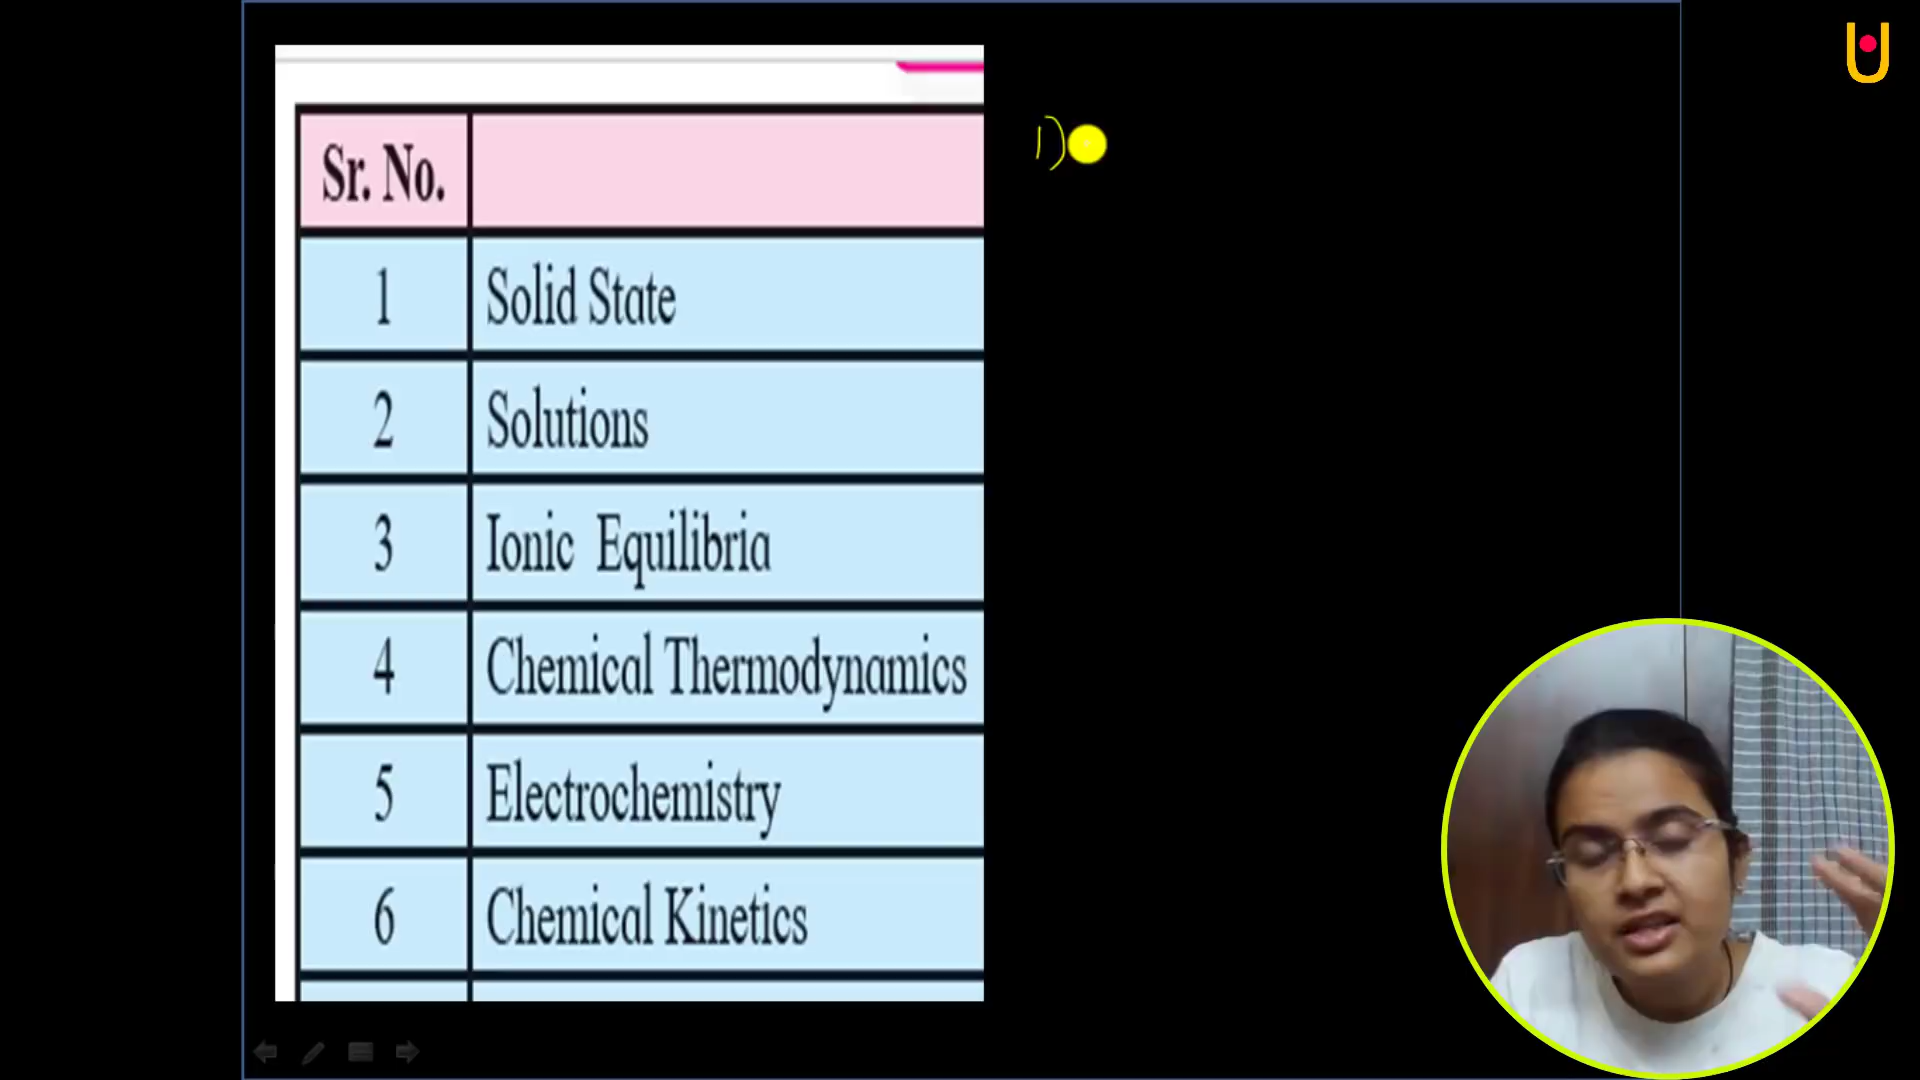 Sr. No.
1 Solid State
2 Solutions
3 Ionic Equilibria
4 Chemical Thermodynamics
5 Electrochemistry
6 Chemical Kinetics
1)